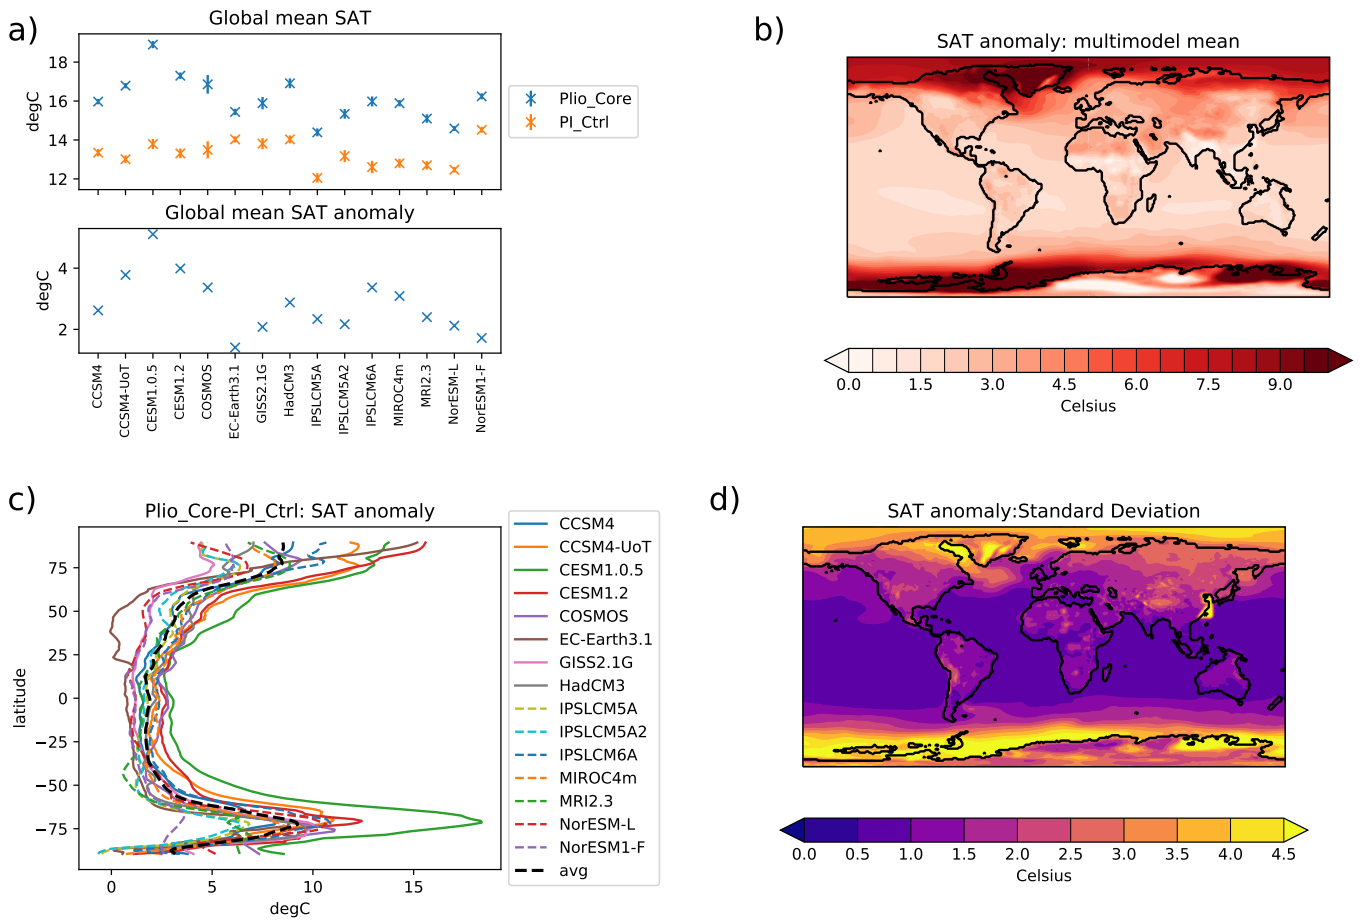 a)
Global mean SAT
degC
18
16
14
12
Plio_Core
PI_Ctrl
Global mean SAT anomaly
degC
4
2
CCSM4
CCSM4-UoT
CESM1.0.5
CESM1.2
COSMOS
EC-Earth3.1
GISS2.1G
HadCM3
IPSLCM5A
IPSLCM5A2
IPSLCM6A
MIROC4m
MRI2.3
NorESM-L
NorESM1-F
b)
SAT anomaly: multimodel mean
0.0 1.5 3.0 4.5 6.0 7.5 9.0
Celsius
c)
Plio_Core-PI_Ctrl: SAT anomaly
latitude
75
50
25
0
−25
−50
−75
0 5 10 15
degC
CCSM4
CCSM4-UoT
CESM1.0.5
CESM1.2
COSMOS
EC-Earth3.1
GISS2.1G
HadCM3
IPSLCM5A
IPSLCM5A2
IPSLCM6A
MIROC4m
MRI2.3
NorESM-L
NorESM1-F
avg
d)
SAT anomaly:Standard Deviation
0.0 0.5 1.0 1.5 2.0 2.5 3.0 3.5 4.0 4.5
Celsius